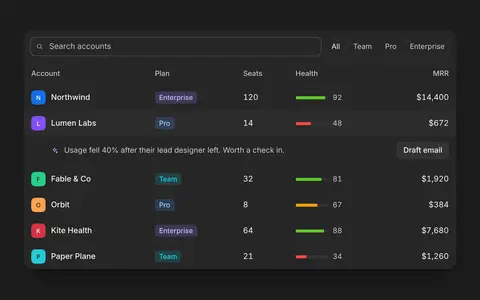 Search accounts All Team Pro Enterprise
Account Plan Seats Health MRR
N Northwind Enterprise 120 92 $14,400
L Lumen Labs Pro 14 48 $672
Usage fell 40% after their lead designer left. Worth a check in. Draft email
F Fable & Co Team 32 81 $1,920
O Orbit Pro 8 67 $384
K Kite Health Enterprise 64 88 $7,680
P Paper Plane Team 21 34 $1,260